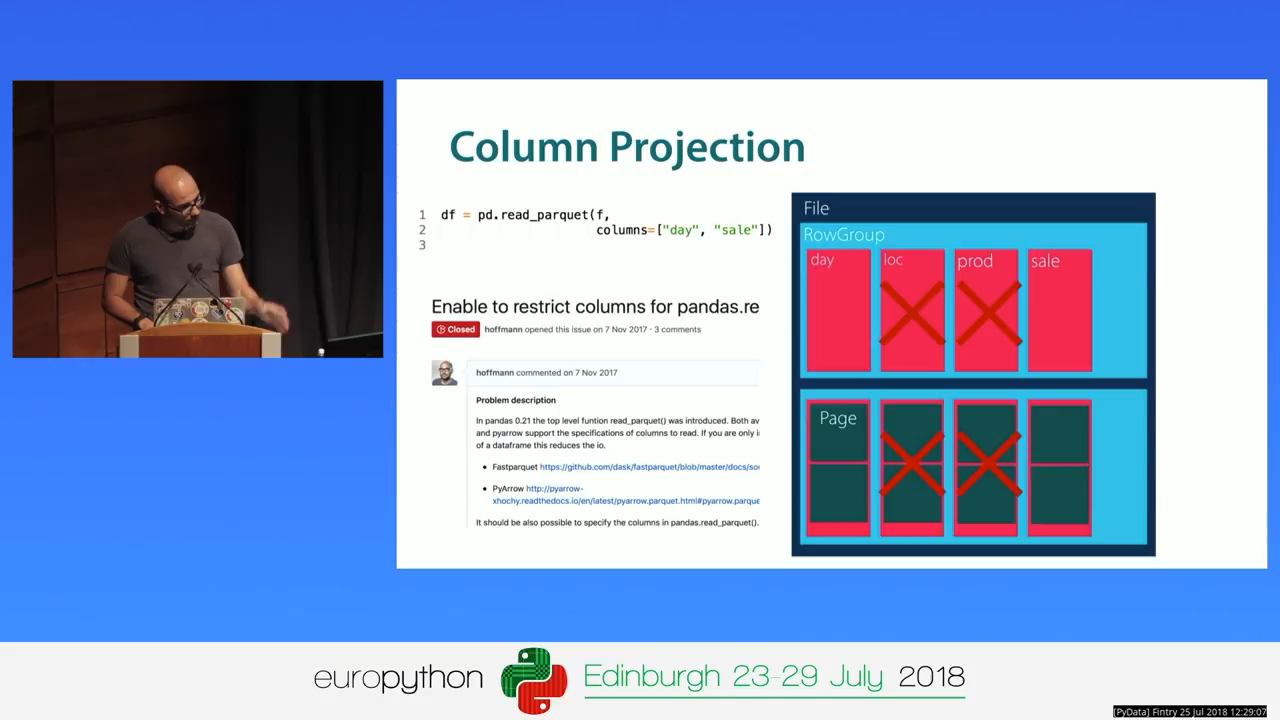 Column Projection
1 df = pd.read_parquet(f,
2 columns=["day", "sale"])
3
Enable to restrict columns for pandas.re
Closed hoffmann opened this issue on 7 Nov 2017 · 3 comments
hoffmann commented on 7 Nov 2017
Problem description
In pandas 0.21 the top level funtion read_parquet() was introduced. Both av
and pyarrow support the specifications of columns to read. If you are only i
of a dataframe this reduces the io.
• Fastparquet https://github.com/dask/fastparquet/blob/master/docs/sou
• PyArrow http://pyarrow-
xhochy.readthedocs.io/en/latest/pyarrow.parquet.html#pyarrow.parque
It should be also possible to specify the columns in pandas.read_parquet().
File
RowGroup
day loc prod sale
Page
europython Edinburgh 23-29 July 2018
[PyData] Fintry 25 Jul 2018 12:29:07